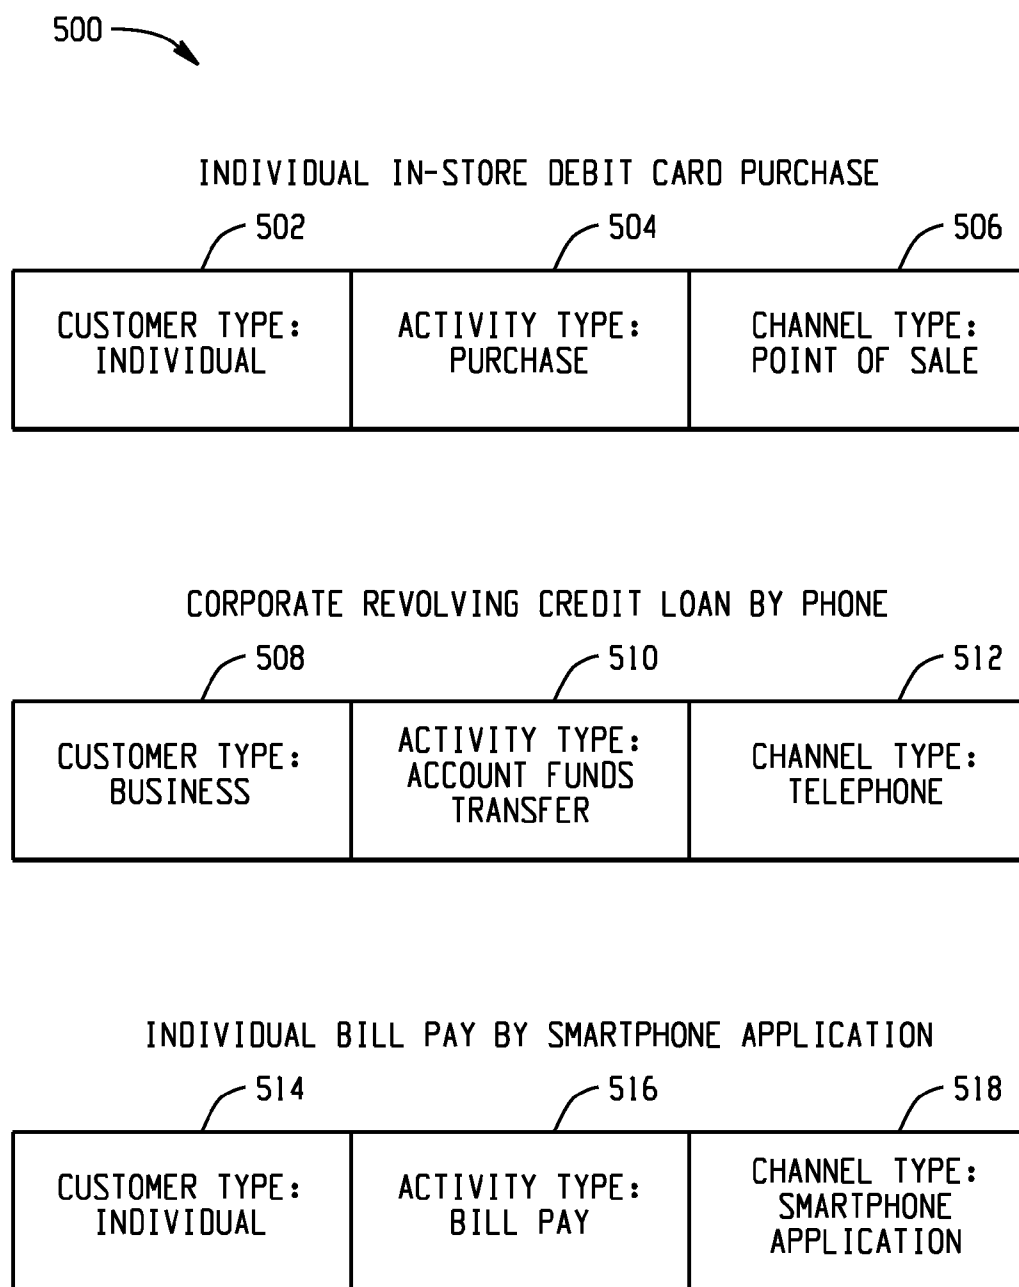 500
INDIVIDUAL IN-STORE DEBIT CARD PURCHASE
502
504
506
CUSTOMER TYPE:
INDIVIDUAL
ACTIVITY TYPE:
PURCHASE
CHANNEL TYPE:
POINT OF SALE
CORPORATE REVOLVING CREDIT LOAN BY PHONE
508
510
512
CUSTOMER TYPE:
BUSINESS
ACTIVITY TYPE:
ACCOUNT FUNDS
TRANSFER
CHANNEL TYPE:
TELEPHONE
INDIVIDUAL BILL PAY BY SMARTPHONE APPLICATION
514
516
518
CUSTOMER TYPE:
INDIVIDUAL
ACTIVITY TYPE:
BILL PAY
CHANNEL TYPE:
SMARTPHONE
APPLICATION